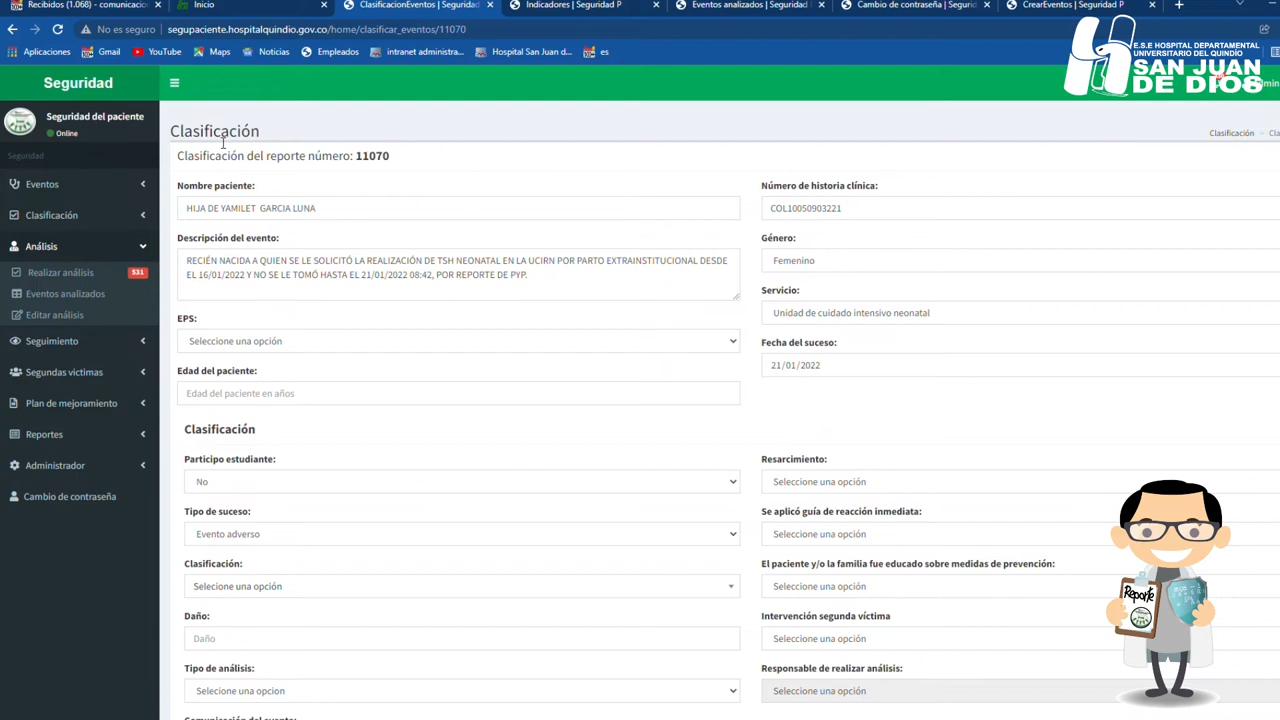 Recibidos (1.068) - comunicacio
Inicio
ClasificacionEventos | Seguridad
Indicadores | Seguridad P
Eventos analizados | Seguridad
Cambio de contraseña | Segurid
CrearEventos | Seguridad P
No es seguro
segupaciente.hospitalquindio.gov.co/home/clasificar_eventos/11070
Aplicaciones
Gmail
YouTube
Maps
Noticias
Empleados
intranet administra...
Hospital San Juan d...
es
E.S.E HOSPITAL DEPARTAMENTAL
UNIVERSITARIO DEL QUINDÍO
SAN JUAN
DE DIOS
Seguridad
Seguridad del paciente
Online
Seguridad
Eventos
Clasificación
Análisis
Realizar análisis 531
Eventos analizados
Editar análisis
Seguimiento
Segundas victimas
Plan de mejoramiento
Reportes
Administrador
Cambio de contraseña
Clasificación
Clasificación
Clasificación del reporte número: 11070
Nombre paciente:
HIJA DE YAMILET GARCIA LUNA
Número de historia clínica:
COL10050903221
Descripción del evento:
RECIÉN NACIDA A QUIEN SE LE SOLICITÓ LA REALIZACIÓN DE TSH NEONATAL EN LA UCIRN POR PARTO EXTRAINSTITUCIONAL DESDE
EL 16/01/2022 Y NO SE LE TOMÓ HASTA EL 21/01/2022 08:42, POR REPORTE DE PYP.
Género:
Femenino
Servicio:
Unidad de cuidado intensivo neonatal
EPS:
Seleccione una opción
Fecha del suceso:
21/01/2022
Edad del paciente:
Edad del paciente en años
Clasificación
Participo estudiante:
No
Resarcimiento:
Seleccione una opción
Tipo de suceso:
Evento adverso
Se aplicó guía de reacción inmediata:
Seleccione una opción
Clasificación:
Selecione una opción
El paciente y/o la familia fue educado sobre medidas de prevención:
Seleccione una opción
Daño:
Daño
Intervención segunda víctima
Seleccione una opción
Tipo de análisis:
Selecione una opcion
Responsable de realizar análisis:
Seleccione una opción
Comunicación del evento:
Reporte